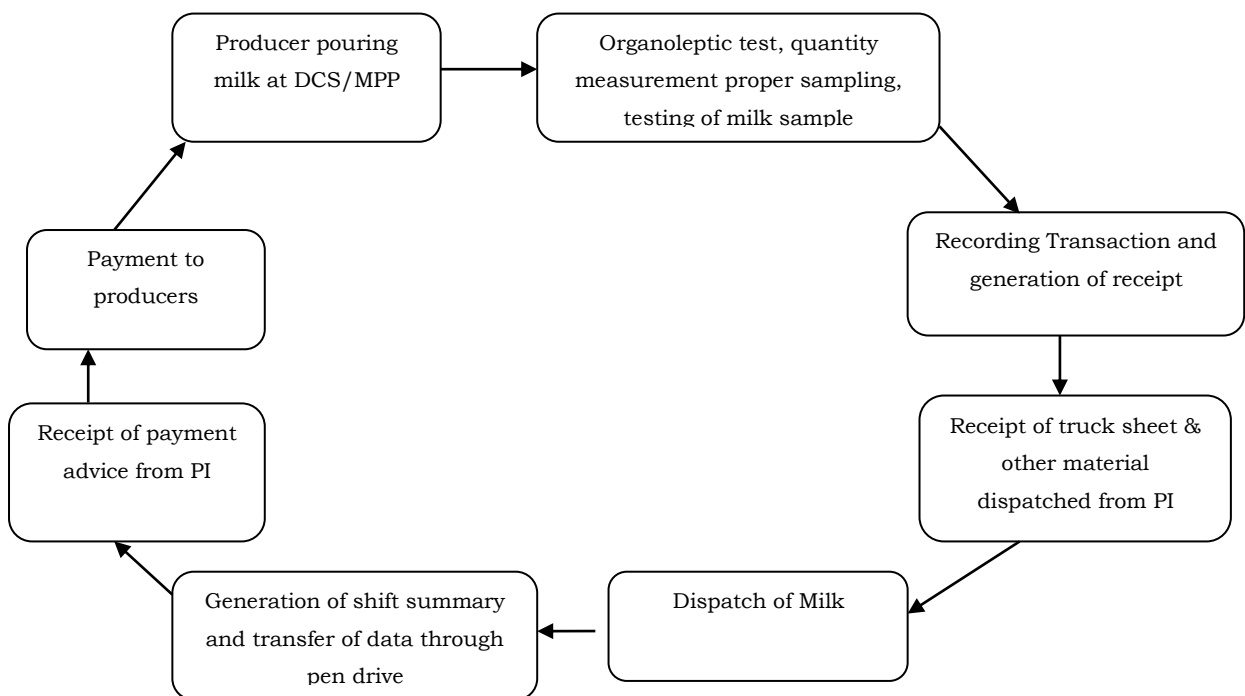 Producer pouring
milk at DCS/MPP
Organoleptic test, quantity
measurement proper sampling,
testing of milk sample
Recording Transaction and
generation of receipt
Receipt of truck sheet &
other material
dispatched from PI
Dispatch of Milk
Generation of shift summary
and transfer of data through
pen drive
Receipt of payment
advice from PI
Payment to
producers